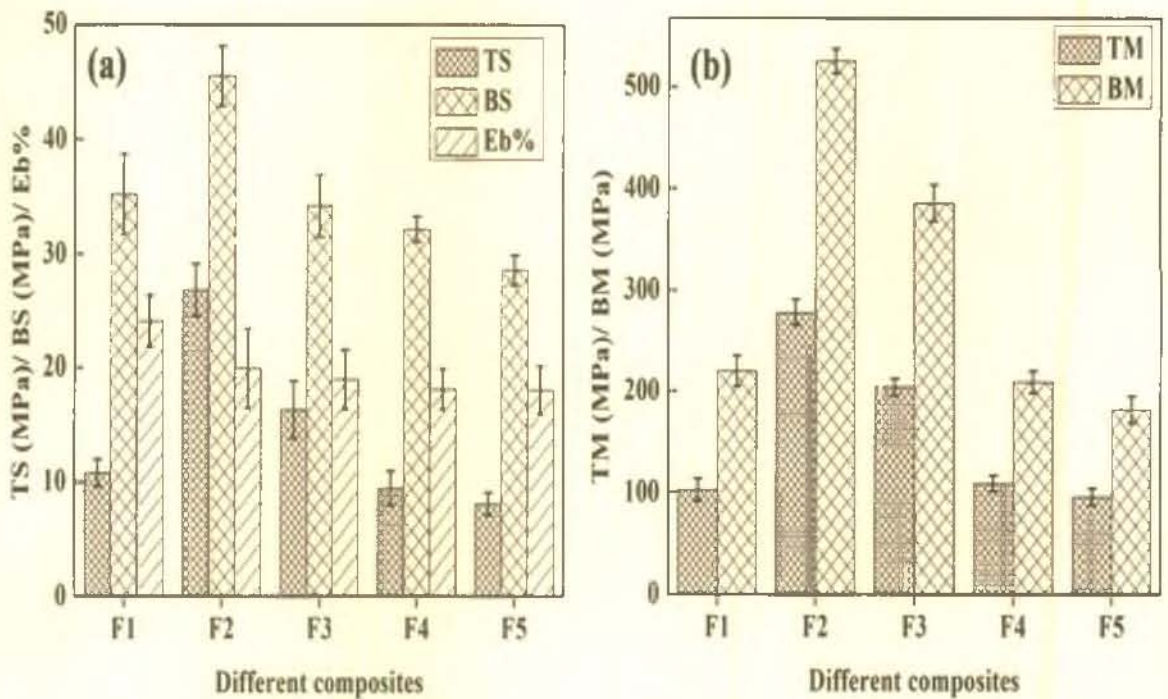 (a)
TS
BS
Eb%
50
40
30
20
10
0
TS (MPa)/ BS (MPa)/ Eb%
F1 F2 F3 F4 F5
Different composites
(b)
TM
BM
500
400
300
200
100
0
TM (MPa)/ BM (MPa)
F1 F2 F3 F4 F5
Different composites